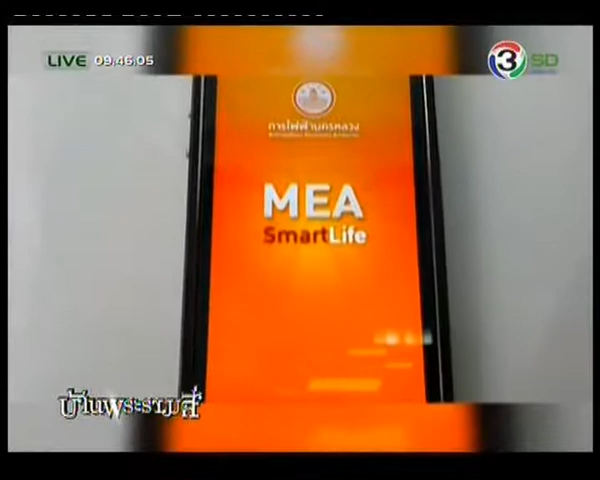 LIVE 09:46:05
3 SD
การไฟฟ้านครหลวง
MEA
SmartLife
บ้านพระรามสี่